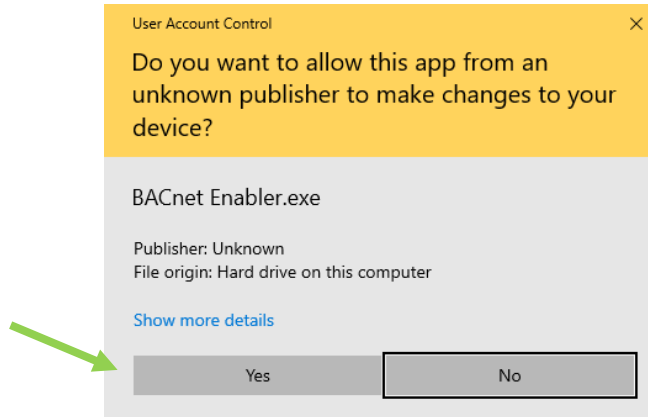 User Account Control
Do you want to allow this app from an
unknown publisher to make changes to your
device?
BACnet Enabler.exe
Publisher: Unknown
File origin: Hard drive on this computer
Show more details
Yes
No